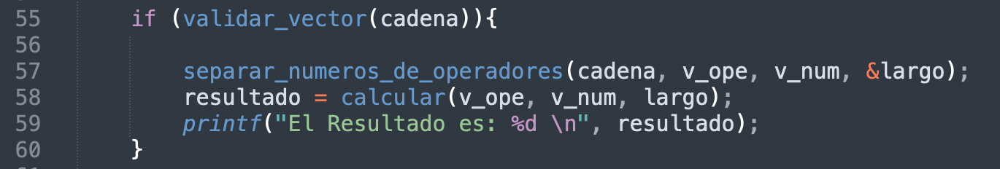 55 if (validar_vector(cadena)){
56
57 separar_numeros_de_operadores(cadena, v_ope, v_num, &largo);
58 resultado = calcular(v_ope, v_num, largo);
59 printf("El Resultado es: %d \n", resultado);
60 }